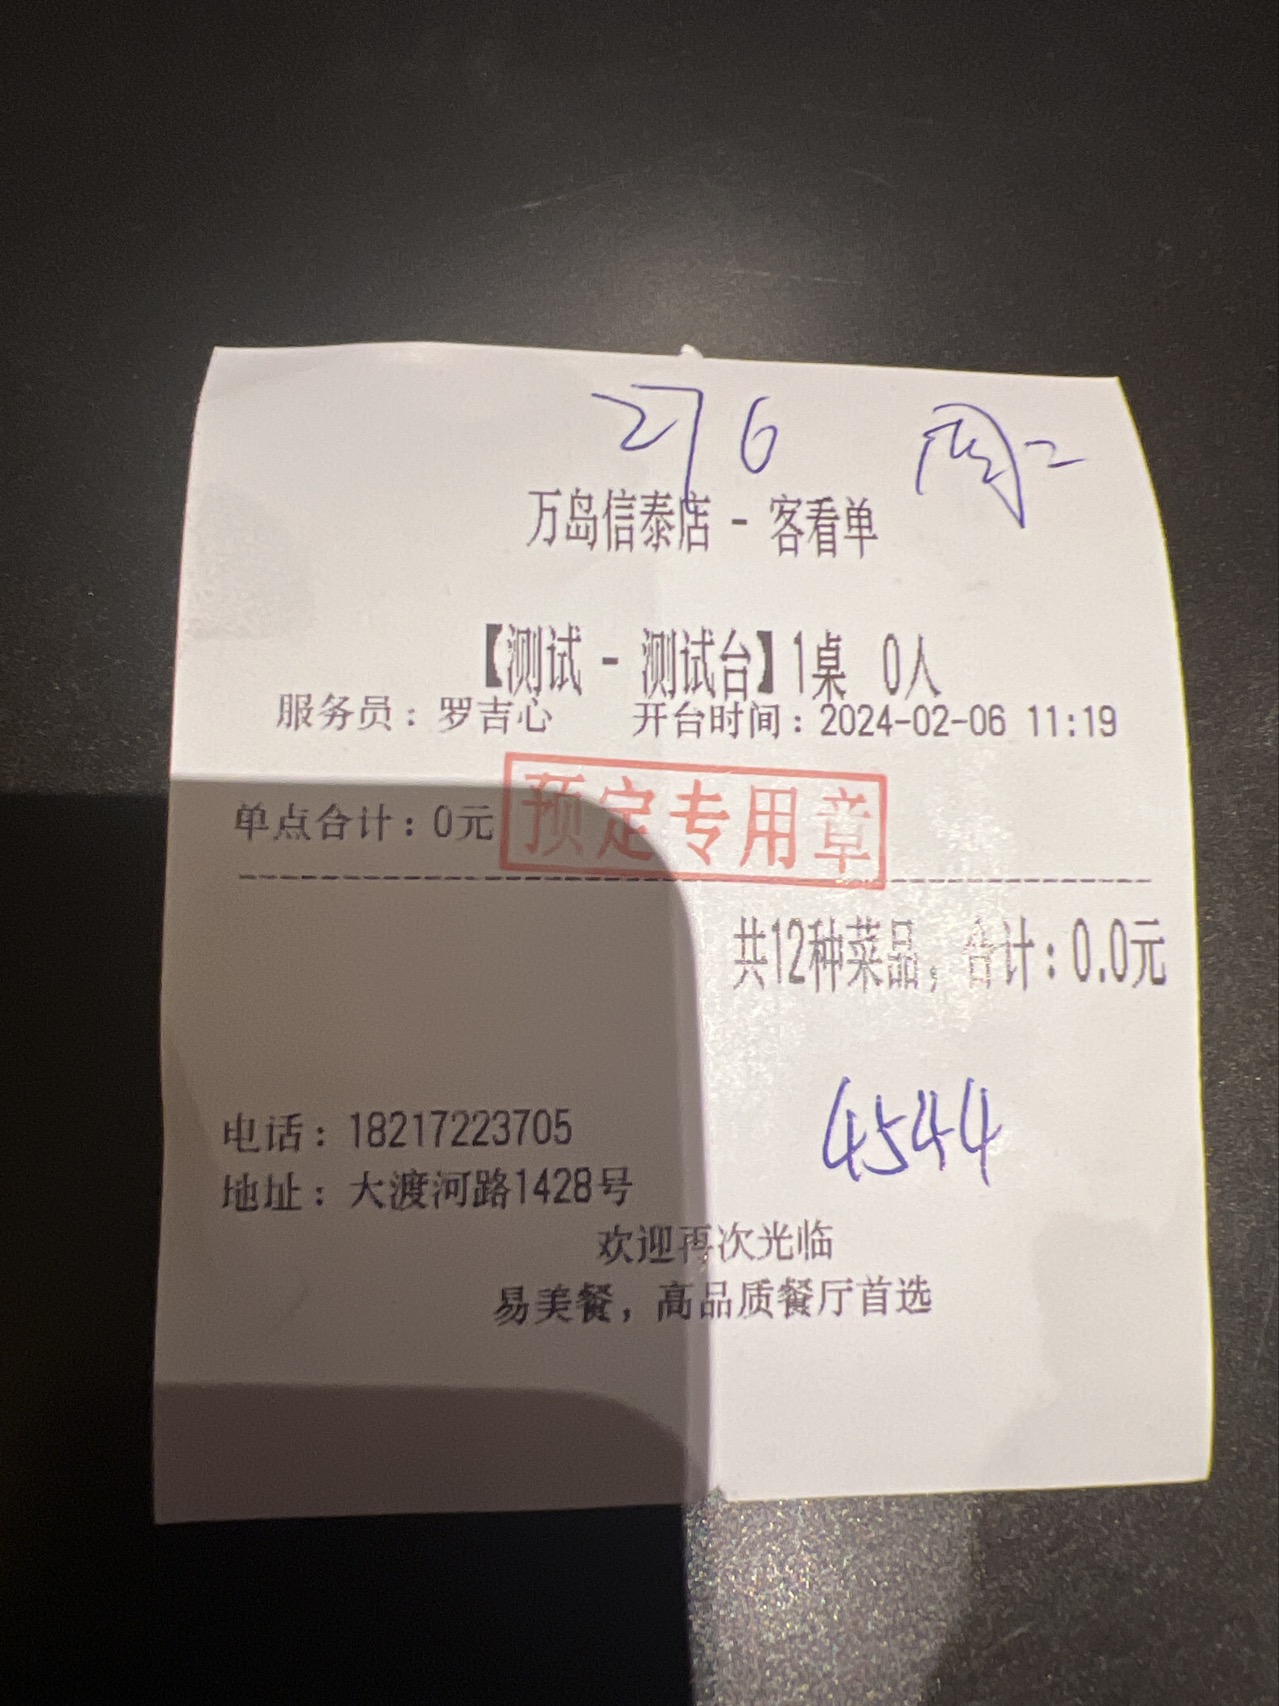 276 周二
万岛信泰店 - 客看单
【测试 - 测试台】1桌 0人
服务员：罗吉心 开台时间：2024-02-06 11:19
单点合计：0元
预定专用章
共12种菜品，合计：0.0元
4544
电话：18217223705
地址：大渡河路1428号
欢迎再次光临
易美餐，高品质餐厅首选